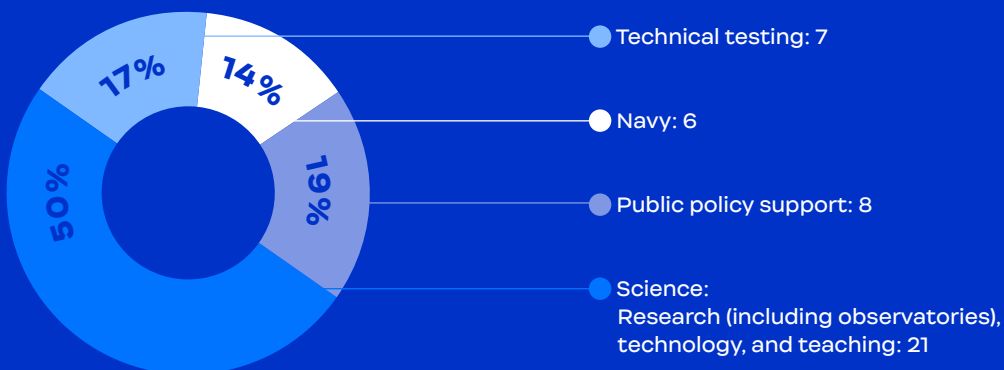 17%
14%
19%
50%
Technical testing: 7
Navy: 6
Public policy support: 8
Science:
Research (including observatories),
technology, and teaching: 21